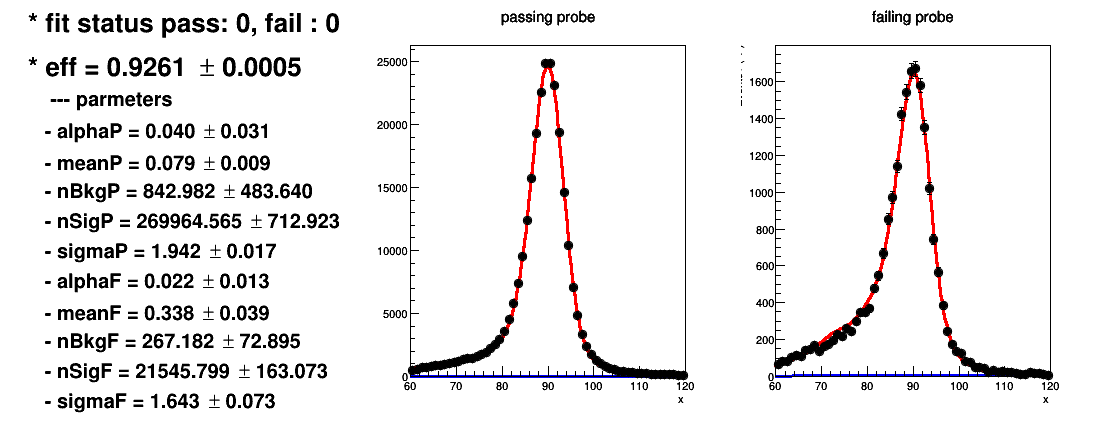 * fit status pass: 0, fail : 0
* eff = 0.9261 ± 0.0005
--- parmeters
- alphaP = 0.040 ± 0.031
- meanP = 0.079 ± 0.009
- nBkgP = 842.982 ± 483.640
- nSigP = 269964.565 ± 712.923
- sigmaP = 1.942 ± 0.017
- alphaF = 0.022 ± 0.013
- meanF = 0.338 ± 0.039
- nBkgF = 267.182 ± 72.895
- nSigF = 21545.799 ± 163.073
- sigmaF = 1.643 ± 0.073
passing probe
25000
20000
15000
10000
5000
0
60 70 80 90 100 110 120
x
failing probe
1600
1400
1200
1000
800
600
400
200
0
60 70 80 90 100 110 120
x